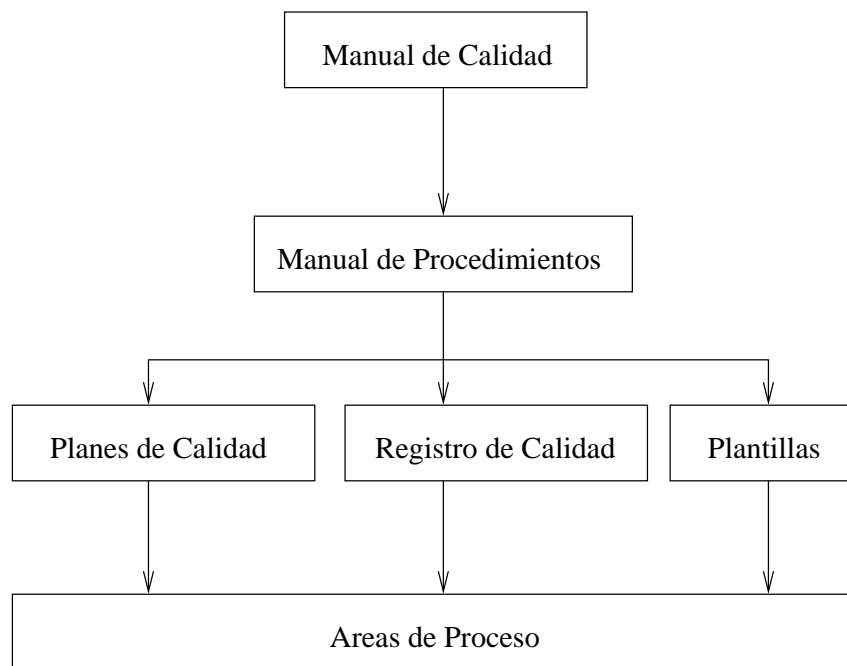 Manual de Calidad
Manual de Procedimientos
Planes de Calidad
Registro de Calidad
Plantillas
Areas de Proceso